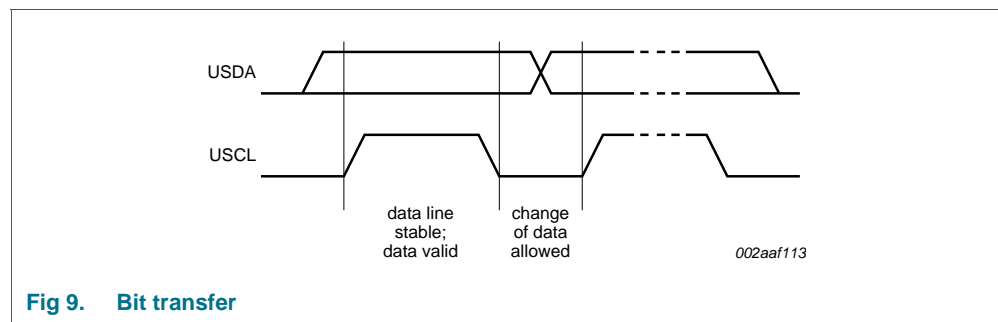 USDA
USCL
data line
stable;
data valid
change
of data
allowed
002aaf113
Fig 9. Bit transfer